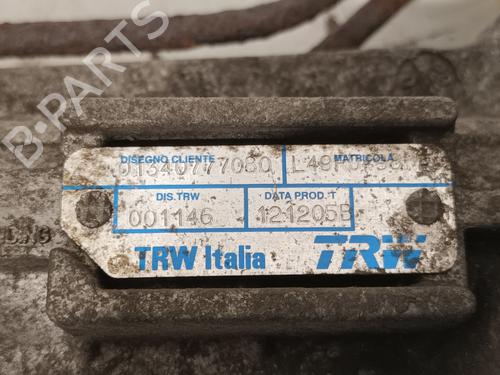 B-PARTS
DISEGNO CLIENTE MATRICOLA
01340777080
DIS.TRW DATA PROD. T
001146 121205B
TRW Italia TRW